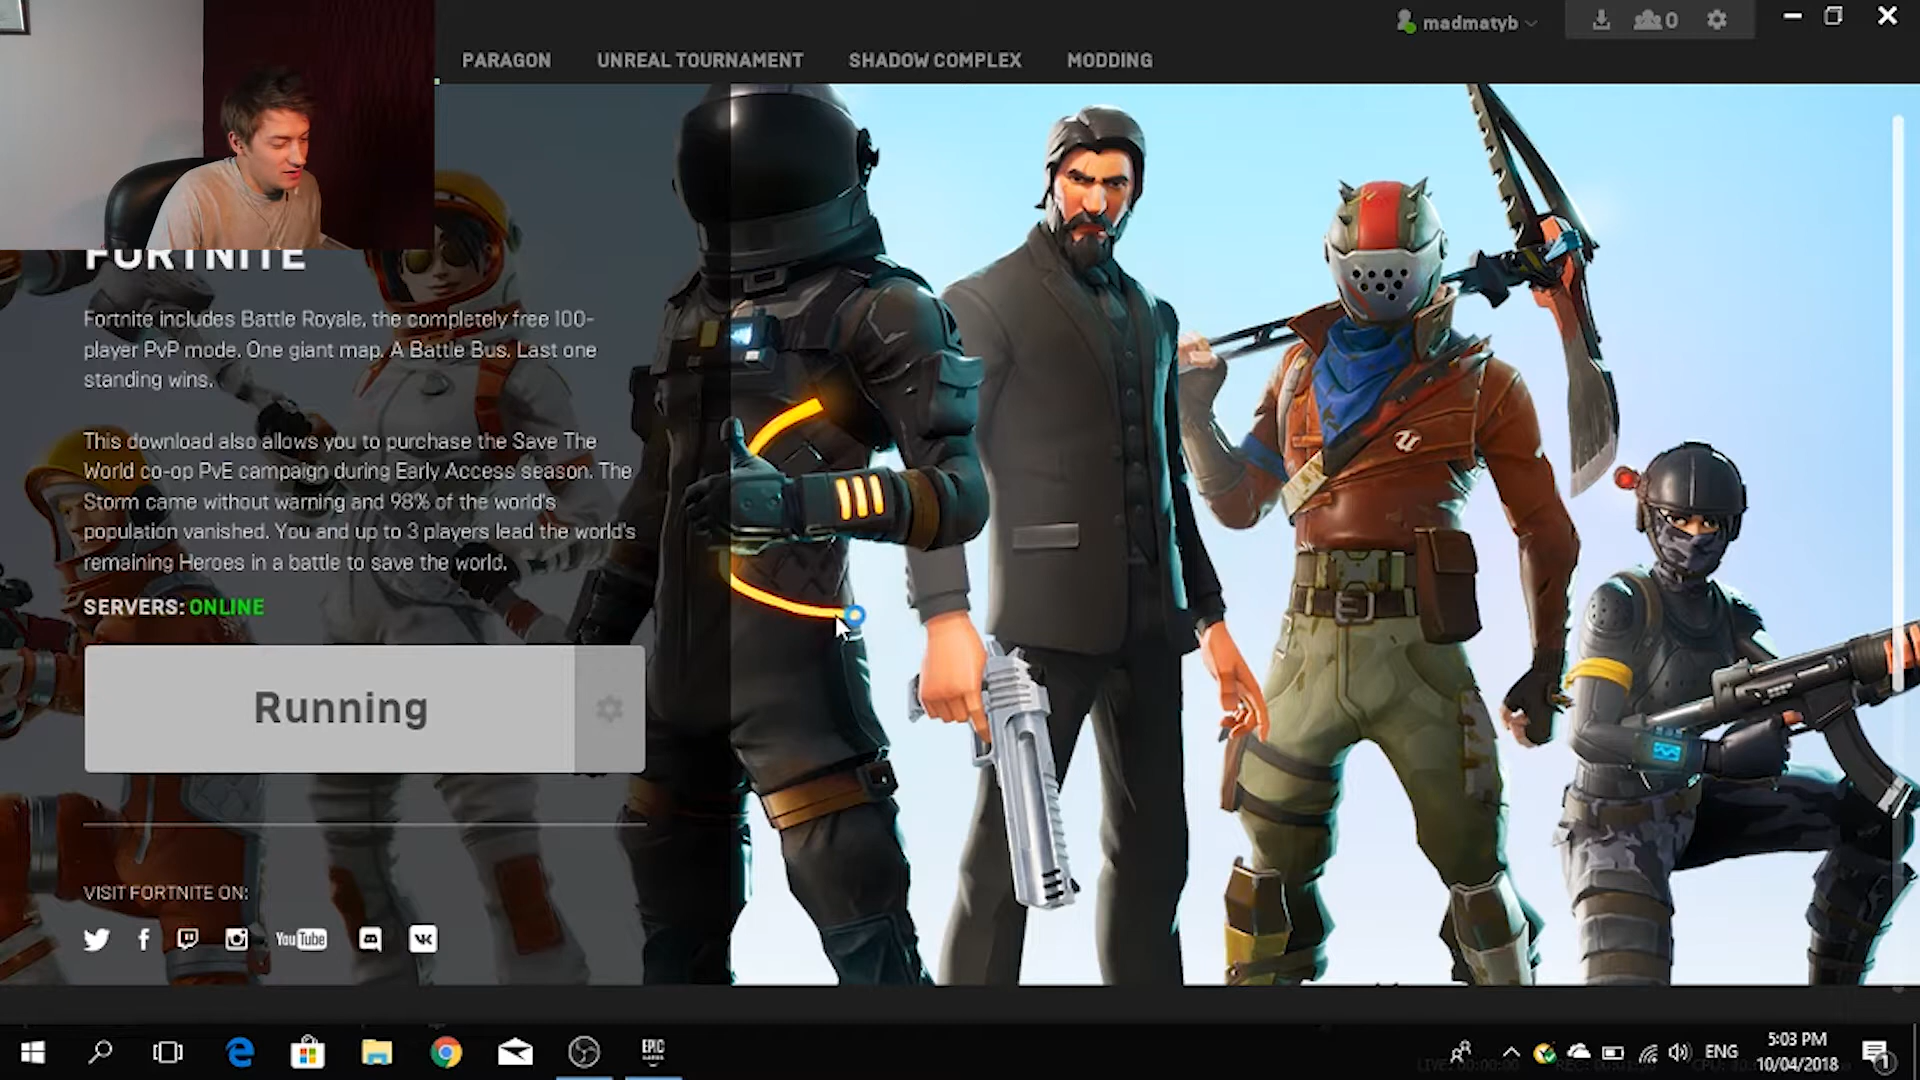 madmatyb
0
PARAGON UNREAL TOURNAMENT SHADOW COMPLEX MODDING
FORTNITE
Fortnite includes Battle Royale, the completely free 100-
player PvP mode. One giant map. A Battle Bus. Last one
standing wins.
This download also allows you to purchase the Save The
World co-op PvE campaign during Early Access season. The
Storm came without warning and 98% of the world's
population vanished. You and up to 3 players lead the world's
remaining Heroes in a battle to save the world.
SERVERS: ONLINE
Running
VISIT FORTNITE ON:
YouTube
EPIC
GAMES
ENG
5:03 PM
10/04/2018
1